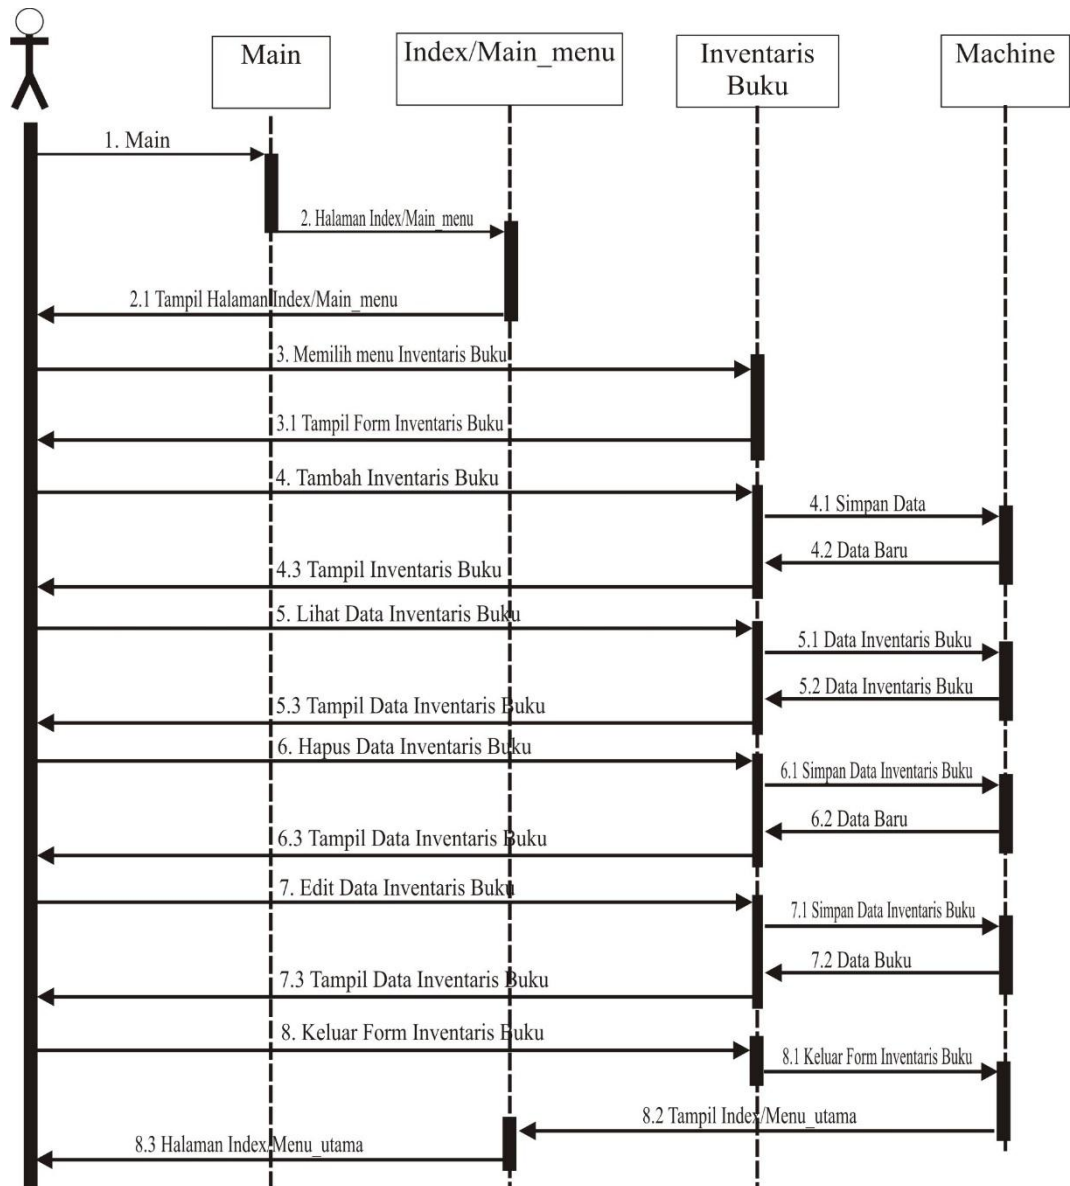 Main
Index/Main_menu
Inventaris
Buku
Machine
1. Main
2. Halaman Index/Main_menu
2.1 Tampil Halaman Index/Main_menu
3. Memilih menu Inventaris Buku
3.1 Tampil Form Inventaris Buku
4. Tambah Inventaris Buku
4.1 Simpan Data
4.2 Data Baru
4.3 Tampil Inventaris Buku
5. Lihat Data Inventaris Buku
5.1 Data Inventaris Buku
5.2 Data Inventaris Buku
5.3 Tampil Data Inventaris Buku
6. Hapus Data Inventaris Buku
6.1 Simpan Data Inventaris Buku
6.2 Data Baru
6.3 Tampil Data Inventaris Buku
7. Edit Data Inventaris Buku
7.1 Simpan Data Inventaris Buku
7.2 Data Buku
7.3 Tampil Data Inventaris Buku
8. Keluar Form Inventaris Buku
8.1 Keluar Form Inventaris Buku
8.2 Tampil Index/Menu_utama
8.3 Halaman Index/Menu_utama